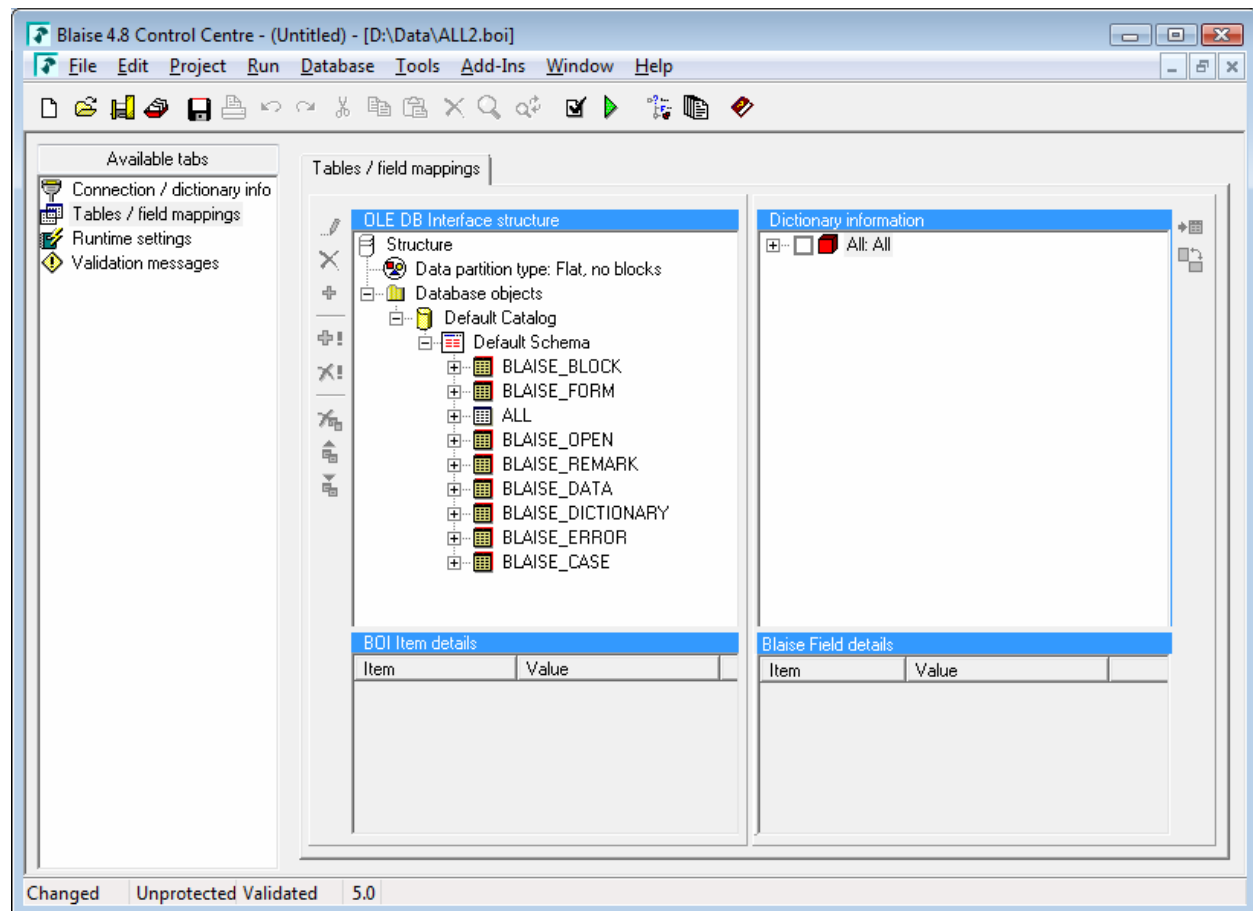 Blaise 4.8 Control Centre - (Untitled) - [D:\Data\ALL2.boi]
File Edit Project Run Database Tools Add-Ins Window Help
Available tabs
Connection / dictionary info
Tables / field mappings
Runtime settings
Validation messages
Tables / field mappings
OLE DB Interface structure
Structure
Data partition type: Flat, no blocks
Database objects
Default Catalog
Default Schema
BLAISE_BLOCK
BLAISE_FORM
ALL
BLAISE_OPEN
BLAISE_REMARK
BLAISE_DATA
BLAISE_DICTIONARY
BLAISE_ERROR
BLAISE_CASE
Dictionary information
All: All
BOI Item details
Item Value
Blaise Field details
Item Value
Changed Unprotected Validated 5.0